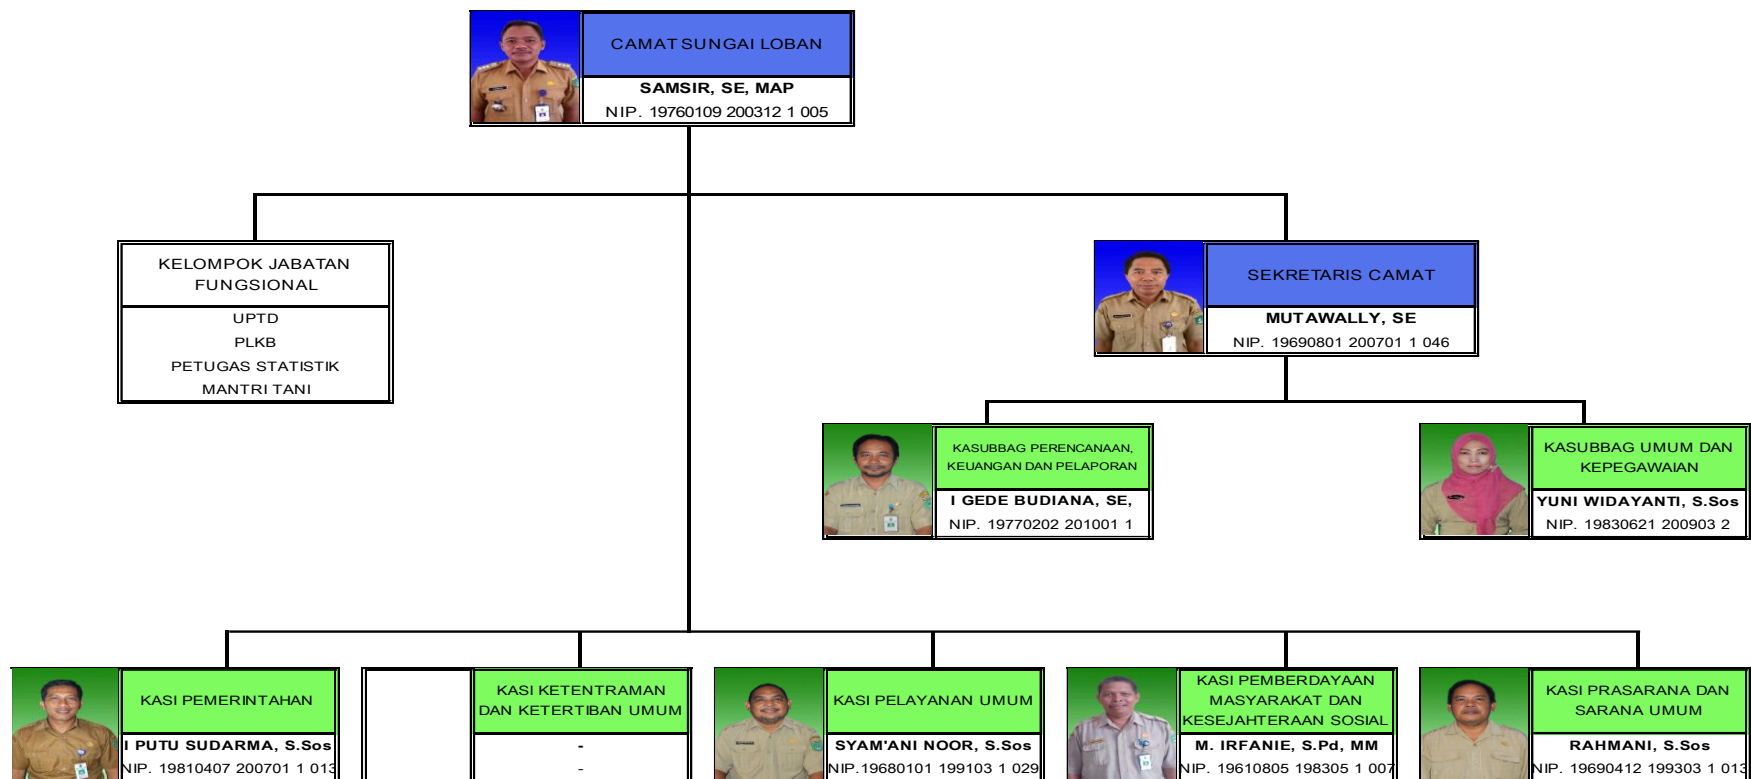 CAMAT SUNGAI LOBAN
SAMSIR, SE, MAP
NIP. 19760109 200312 1 005
KELOMPOK JABATAN
FUNGSIONAL
UPTD
PLKB
PETUGAS STATISTIK
MANTRI TANI
SEKRETARIS CAMAT
MUTAWALLY, SE
NIP. 19690801 200701 1 046
KASUBBAG PERENCANAAN,
KEUANGAN DAN PELAPORAN
I GEDE BUDIANA, SE,
NIP. 19770202 201001 1
KASUBBAG UMUM DAN
KEPEGAWAIAN
YUNI WIDAYANTI, S.Sos
NIP. 19830621 200903 2
KASI PEMERINTAHAN
I PUTU SUDARMA, S.Sos
NIP. 19810407 200701 1 013
KASI KETENTRAMAN
DAN KETERTIBAN UMUM
-
-
KASI PELAYANAN UMUM
SYAM'ANI NOOR, S.Sos
NIP.19680101 199103 1 029
KASI PEMBERDAYAAN
MASYARAKAT DAN
KESEJAHTERAAN SOSIAL
M. IRFANIE, S.Pd, MM
NIP. 19610805 198305 1 007
KASI PRASARANA DAN
SARANA UMUM
RAHMANI, S.Sos
NIP. 19690412 199303 1 013